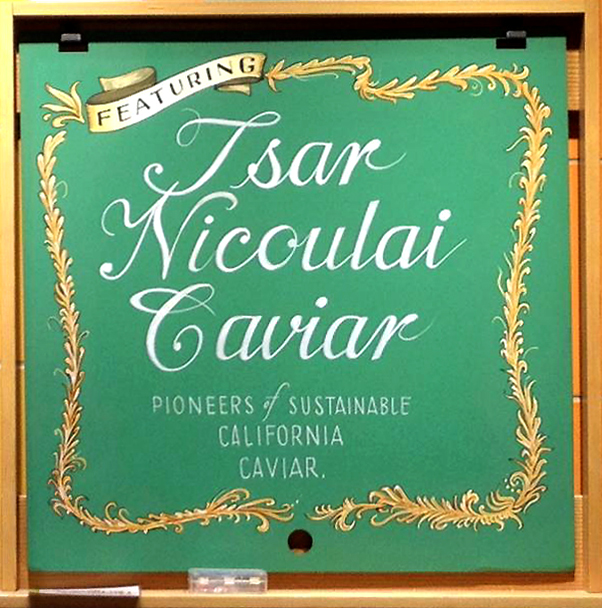 FEATURING
Tsar
Nicoulai
Caviar
PIONEERS of SUSTAINABLE
CALIFORNIA
CAVIAR.